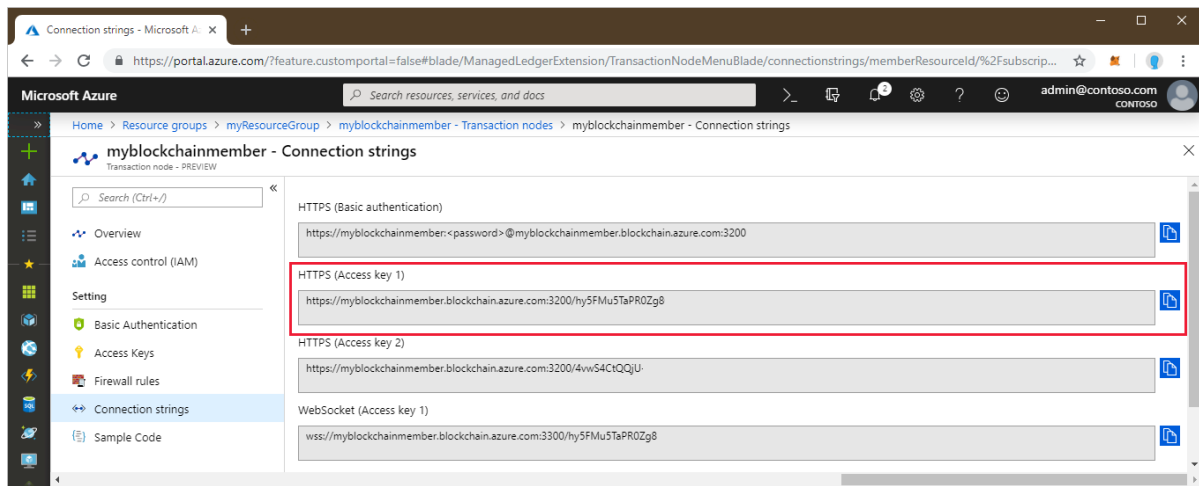 Connection strings - Microsoft A
https://portal.azure.com/?feature.customportal=false#blade/ManagedLedgerExtension/TransactionNodeMenuBlade/connectionstrings/memberResourceId/%2Fsubscrip...
Microsoft Azure
Search resources, services, and docs
2
admin@contoso.com
CONTOSO
Home > Resource groups > myResourceGroup > myblockchainmember - Transaction nodes > myblockchainmember - Connection strings
myblockchainmember - Connection strings
Transaction node - PREVIEW
Search (Ctrl+/)
Overview
Access control (IAM)
Setting
Basic Authentication
Access Keys
Firewall rules
Connection strings
Sample Code
HTTPS (Basic authentication)
https://myblockchainmember:<password>@myblockchainmember.blockchain.azure.com:3200
HTTPS (Access key 1)
https://myblockchainmember.blockchain.azure.com:3200/hy5FMu5TaPR0Zg8
HTTPS (Access key 2)
https://myblockchainmember.blockchain.azure.com:3200/4vwS4CtQQjU
WebSocket (Access key 1)
wss://myblockchainmember.blockchain.azure.com:3300/hy5FMu5TaPR0Zg8